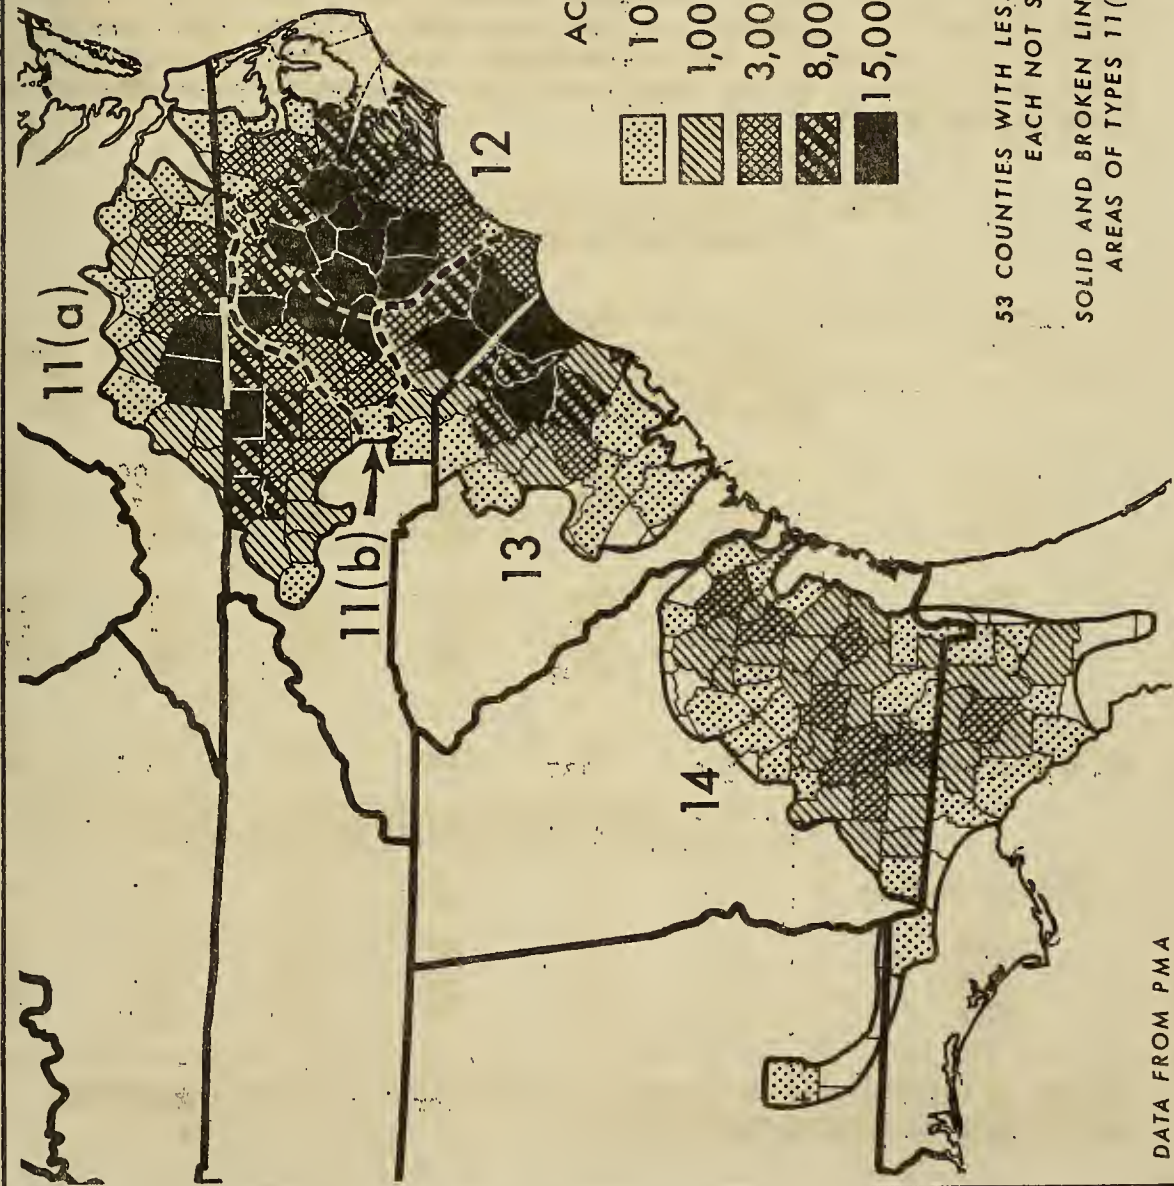 11(a)
12
11(b)
13
14
AC
10
1,00
3,00
8,00
15,00
53 COUNTIES WITH LES
EACH NOT S
SOLID AND BROKEN LIN
AREAS OF TYPES 11(
DATA FROM PMA